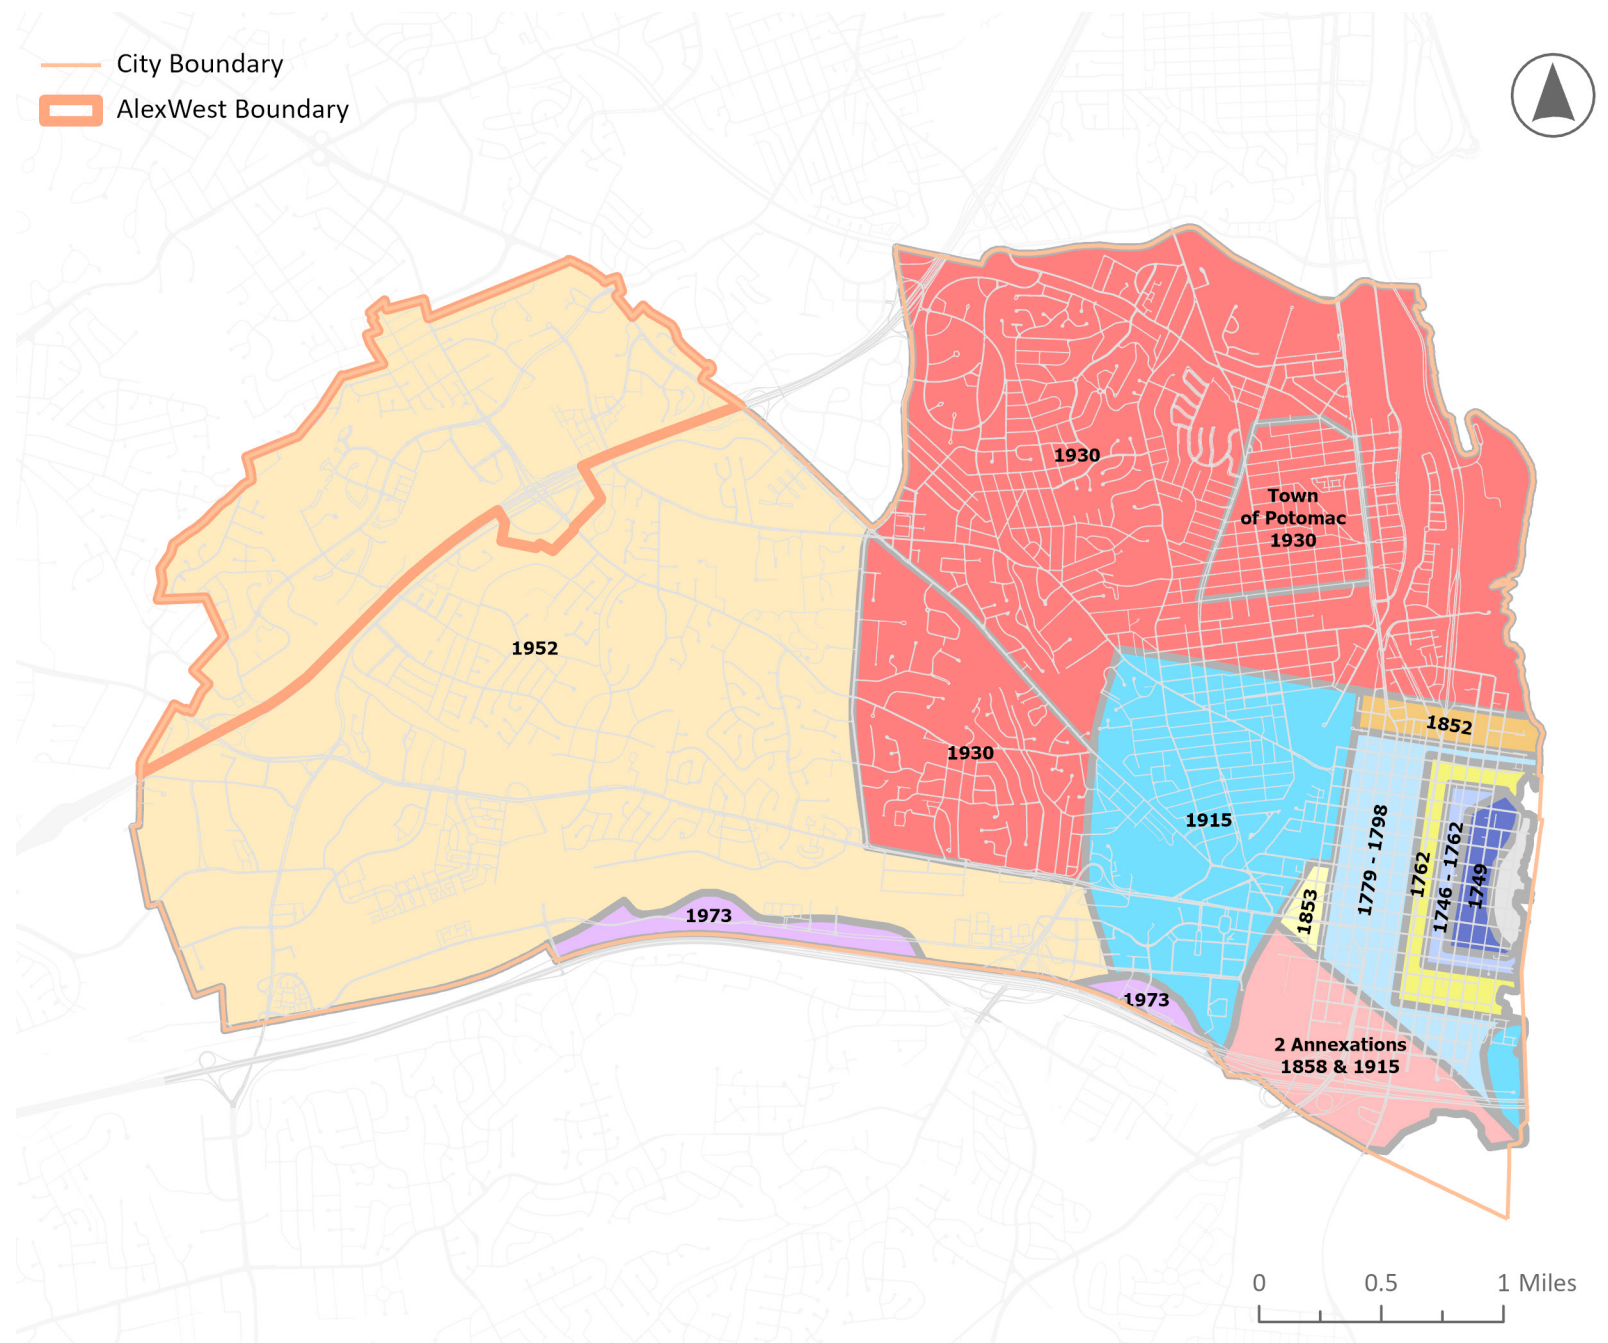 City Boundary
AlexWest Boundary
1930
Town
of Potomac
1930
1952
1852
1930
1915
1779 - 1798
1762
1746 - 1762
1749
1853
1973
1973
2 Annexations
1858 & 1915
0 0.5 1 Miles